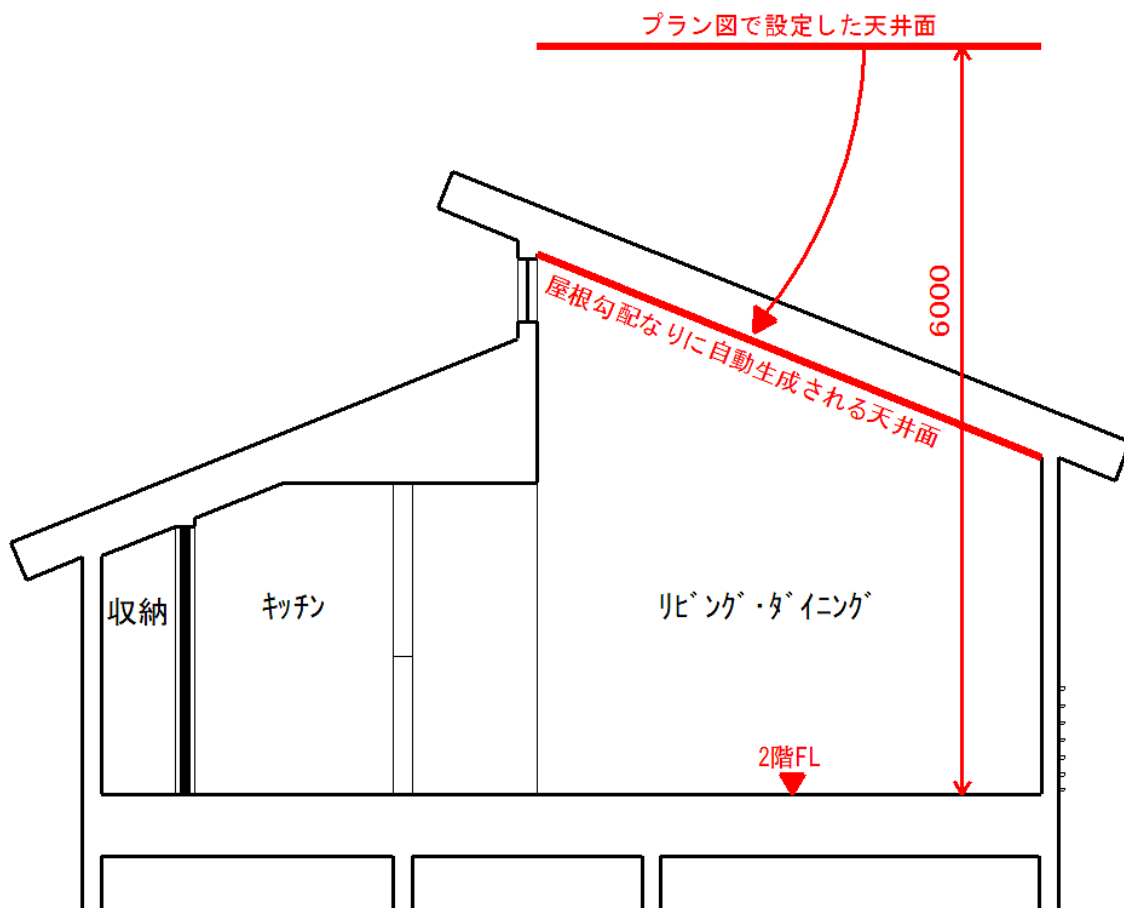 プラン図で設定した天井面
屋根勾配なりに自動生成される天井面
6000
収納
ｷｯﾁﾝ
ﾘﾋﾞﾝｸﾞ・ﾀﾞｲﾆﾝｸﾞ
2階FL